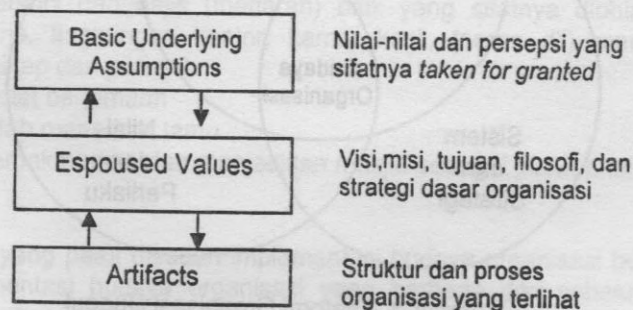 Basic Underlying
Assumptions
Nilai-nilai dan persepsi yang
sifatnya taken for granted
Espoused Values
Visi,misi, tujuan, filosofi, dan
strategi dasar organisasi
Artifacts
Struktur dan proses
organisasi yang terlihat